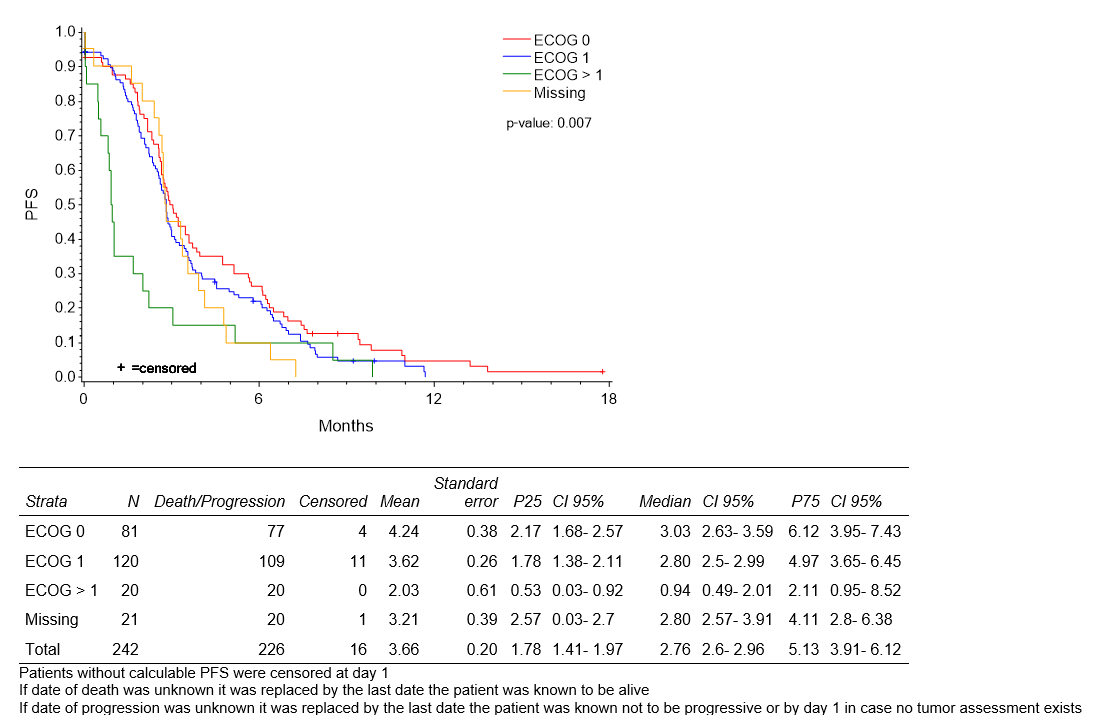 1.0
0.9
0.8
0.7
0.6
0.5
0.4
0.3
0.2
0.1
0.0
PFS
ECOG 0
ECOG 1
ECOG > 1
Missing
p-value: 0.007
+ =censored
0 6 12 18
Months
Strata N Death/Progression Censored Mean Standard error P25 CI 95% Median CI 95% P75 CI 95%
ECOG 0 81 77 4 4.24 0.38 2.17 1.68- 2.57 3.03 2.63- 3.59 6.12 3.95- 7.43
ECOG 1 120 109 11 3.62 0.26 1.78 1.38- 2.11 2.80 2.5- 2.99 4.97 3.65- 6.45
ECOG > 1 20 20 0 2.03 0.61 0.53 0.03- 0.92 0.94 0.49- 2.01 2.11 0.95- 8.52
Missing 21 20 1 3.21 0.39 2.57 0.03- 2.7 2.80 2.57- 3.91 4.11 2.8- 6.38
Total 242 226 16 3.66 0.20 1.78 1.41- 1.97 2.76 2.6- 2.96 5.13 3.91- 6.12
Patients without calculable PFS were censored at day 1
If date of death was unknown it was replaced by the last date the patient was known to be alive
If date of progression was unknown it was replaced by the last date the patient was known not to be progressive or by day 1 in case no tumor assessment exists